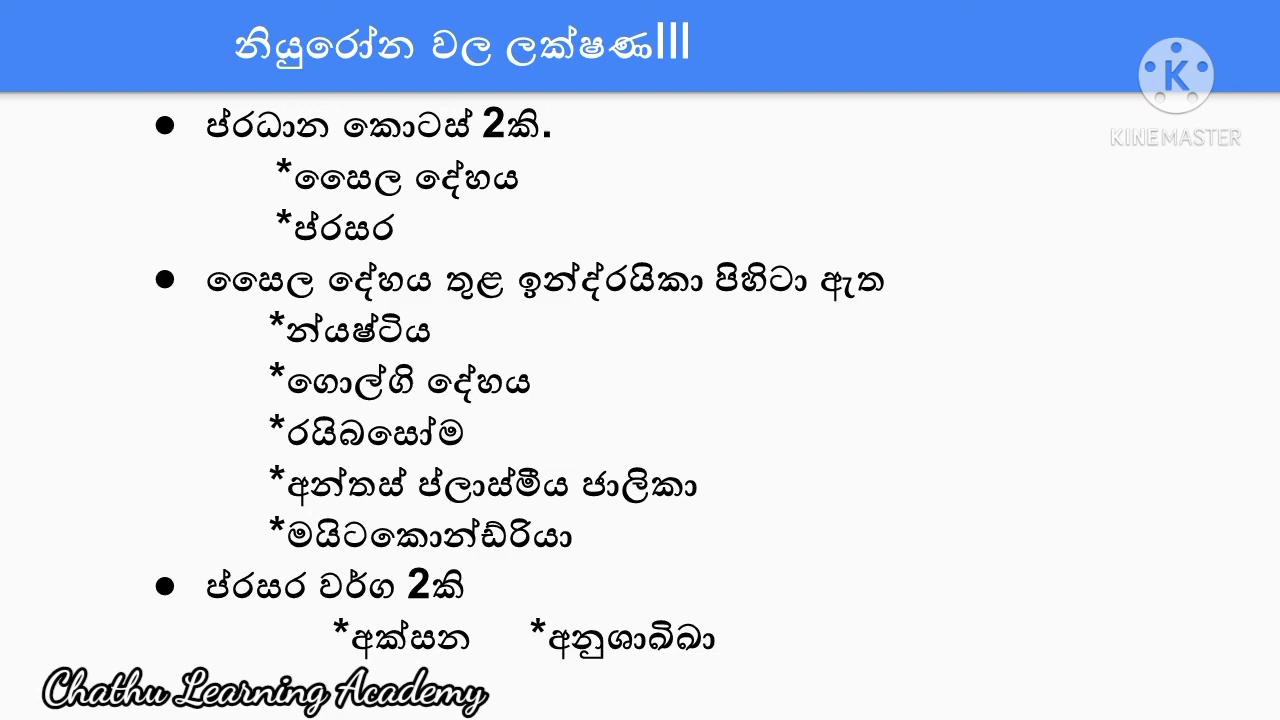 නියුරෝන වල ලක්ෂණ|||
KINEMASTER
● ප්රධාන කොටස් 2කි.
*සෛල දේහය
*ප්රසර
● සෛල දේහය තුළ ඉන්ද්රයිකා පිහිටා ඇත
*න්යෂ්ටිය
*ගොල්ගි දේහය
*රයිබසෝම
*අන්තස් ප්ලාස්මීය ජාලිකා
*මයිටකොන්ඩ්රියා
● ප්රසර වර්ග 2කි
*අක්සන *අනුශාඛිඛා
Chathu Learning Academy